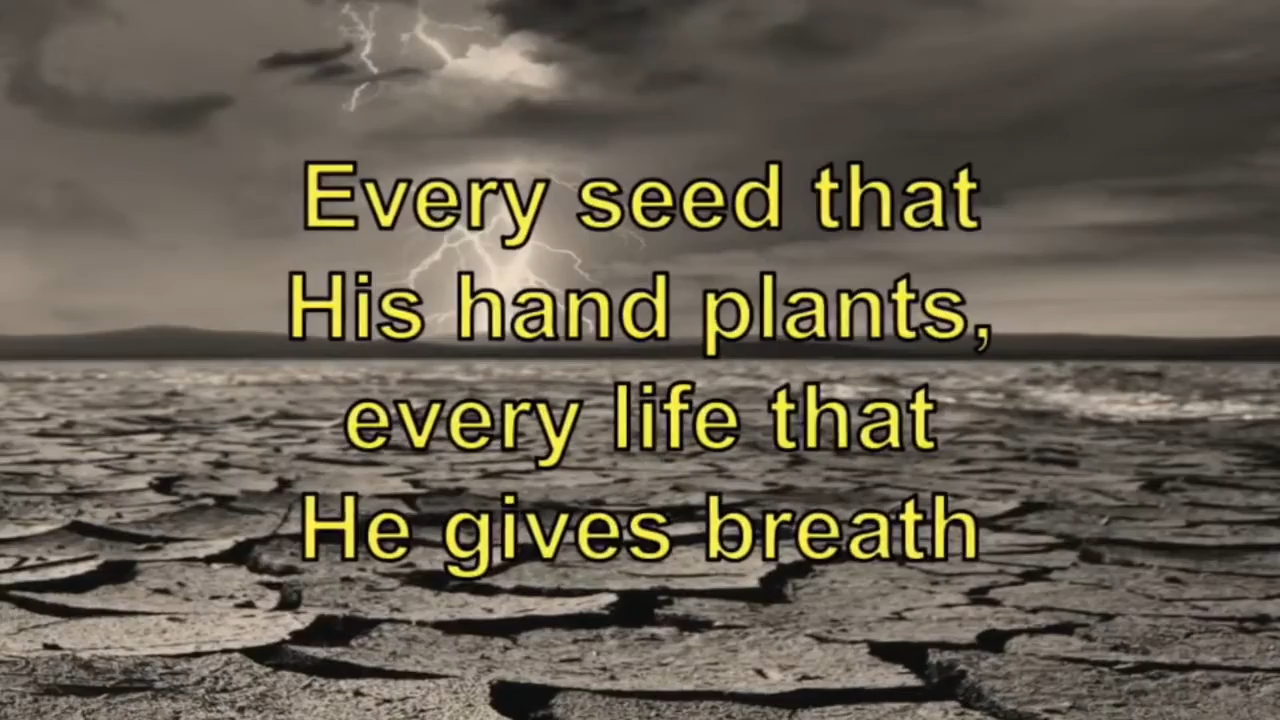 Every seed that
His hand plants,
every life that
He gives breath